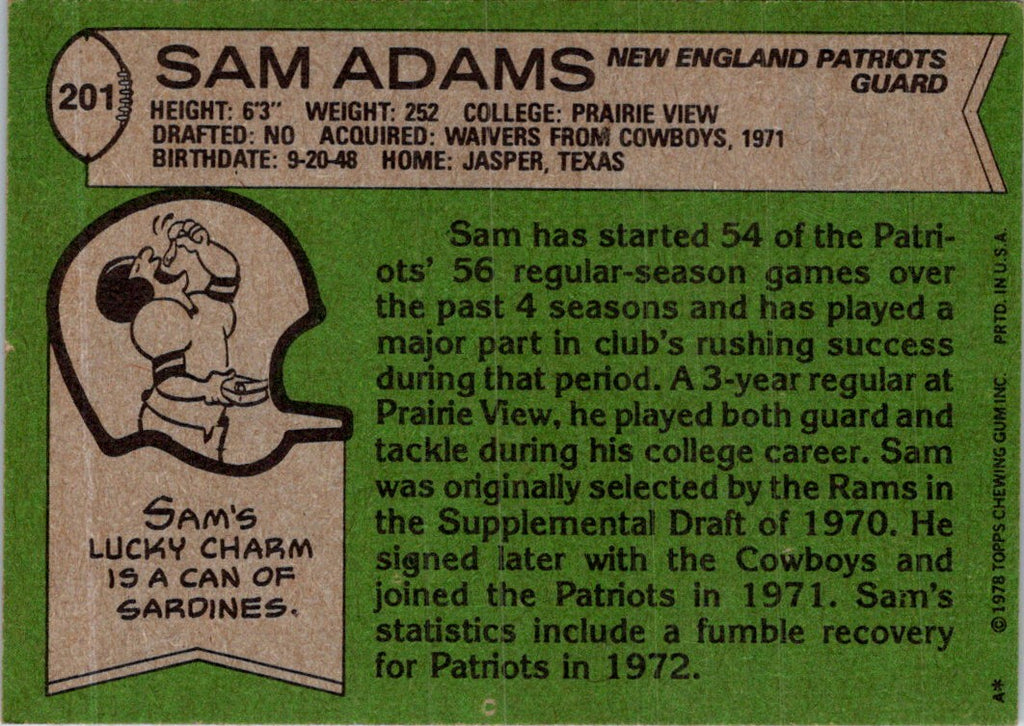 201
SAM ADAMS
NEW ENGLAND PATRIOTS
GUARD
HEIGHT: 6'3" WEIGHT: 252 COLLEGE: PRAIRIE VIEW
DRAFTED: NO ACQUIRED: WAIVERS FROM COWBOYS, 1971
BIRTHDATE: 9-20-48 HOME: JASPER, TEXAS
Sam has started 54 of the Patri-
ots' 56 regular-season games over
the past 4 seasons and has played a
major part in club's rushing success
during that period. A 3-year regular at
Prairie View, he played both guard and
tackle during his college career. Sam
was originally selected by the Rams in
the Supplemental Draft of 1970. He
signed later with the Cowboys and
joined the Patriots in 1971. Sam's
statistics include a fumble recovery
for Patriots in 1972.
SAM'S
LUCKY CHARM
IS A CAN OF
SARDINES.
A* © 1978 TOPPS CHEWING GUM INC. PRTD. IN U.S.A.
C